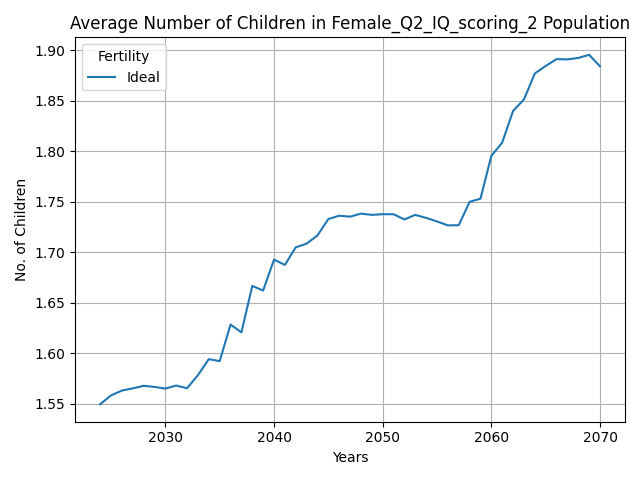 Average Number of Children in Female_Q2_IQ_scoring_2 Population
Fertility
Ideal
No. of Children
1.90
1.85
1.80
1.75
1.70
1.65
1.60
1.55
2030 2040 2050 2060 2070
Years